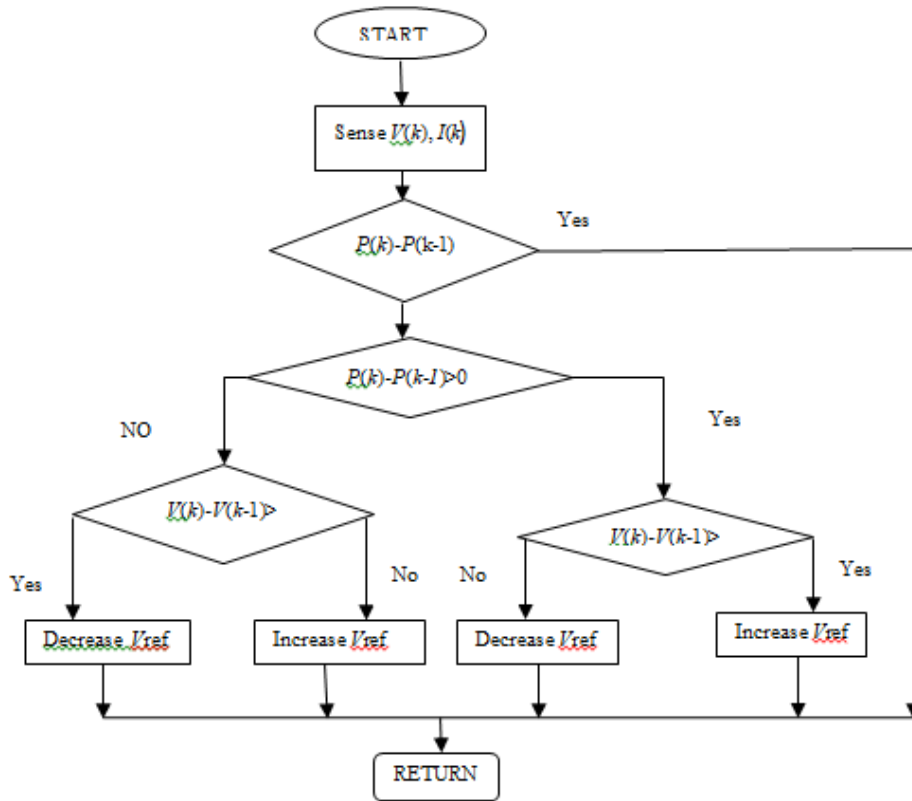 START
Sense V(k), I(k)
Yes
P(k)-P(k-1)
P(k)-P(k-1)>0
NO
Yes
V(k)-V(k-1)>
V(k)-V(k-1)>
Yes
No
No
Yes
Decrease Vref
Increase Vref
Decrease Vref
Increase Vref
RETURN